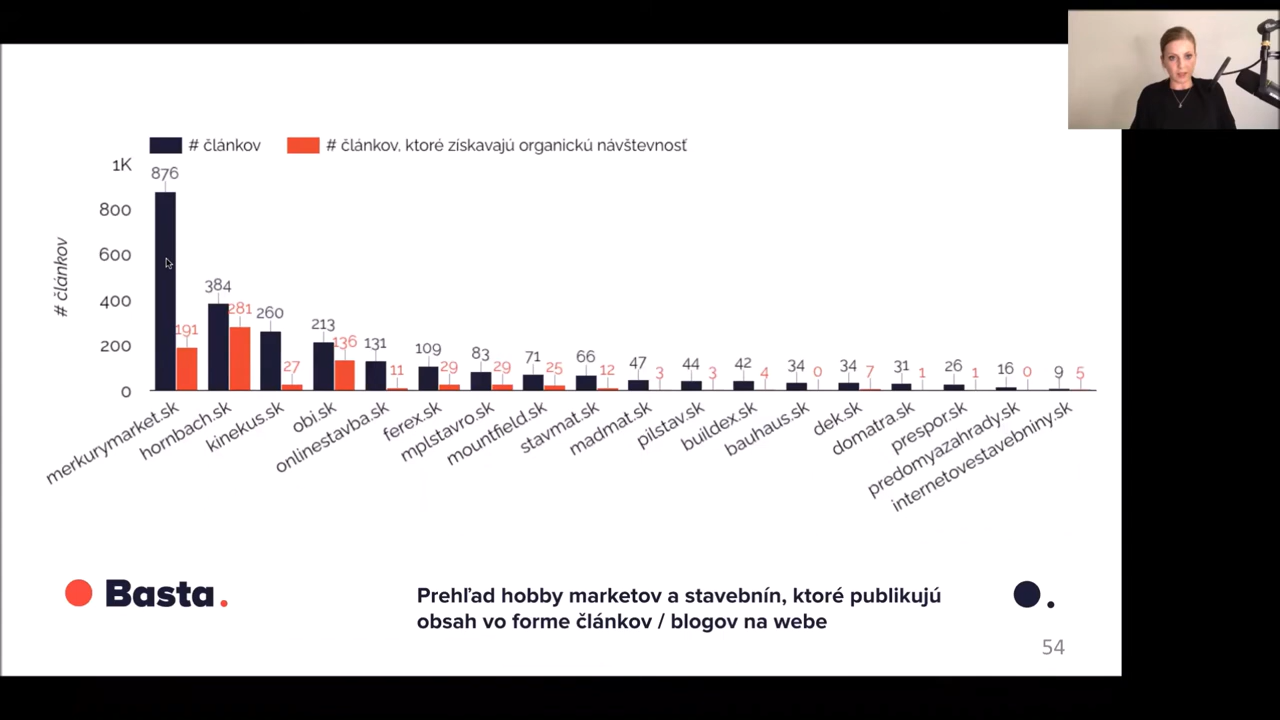 # článkov
# článkov, ktoré získavajú organickú návštevnosť
# článkov
1K
800
600
400
200
0
876
191
384
281
260
27
213
136
131
11
109
29
83
29
71
25
66
12
47
3
44
3
42
4
34
0
34
7
31
1
26
1
16
0
9
5
merkurymarket.sk
hornbach.sk
kinekus.sk
obi.sk
onlinestavba.sk
ferex.sk
mplstavro.sk
mountfield.sk
stavmat.sk
madmat.sk
pilstav.sk
buildex.sk
bauhaus.sk
dek.sk
domatra.sk
prespor.sk
predomyazahrady.sk
internetovestavebniny.sk
Basta.
Prehľad hobby marketov a stavebnín, ktoré publikujú
obsah vo forme článkov / blogov na webe
54